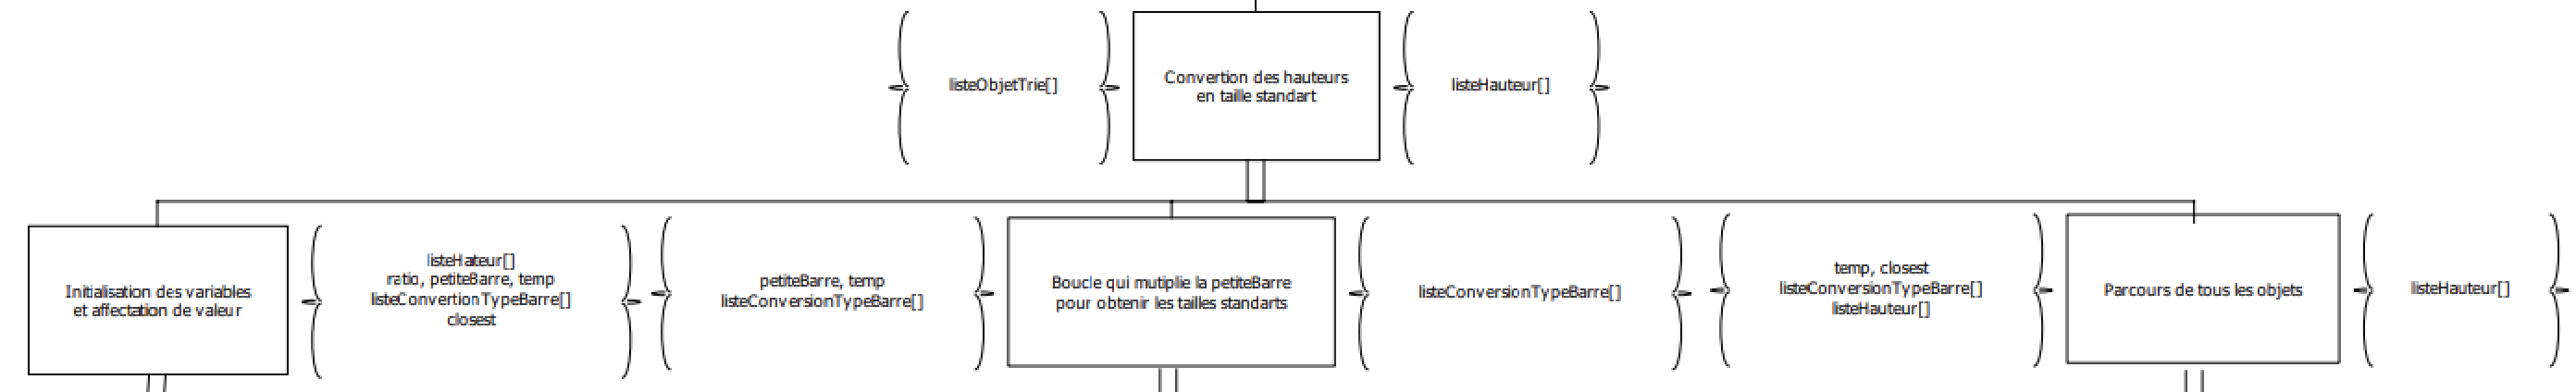 listeObjetTrie[]
Convertion des hauteurs
en taille standart
listeHauteur[]
Initialisation des variables
et affectation de valeur
listeHateur[]
ratio, petiteBarre, temp
listeConvertionTypeBarre[]
closest
petiteBarre, temp
listeConversionTypeBarre[]
Boucle qui mutiplie la petiteBarre
pour obtenir les tailles standarts
listeConversionTypeBarre[]
temp, closest
listeConversionTypeBarre[]
listeHauteur[]
Parcours de tous les objets
listeHauteur[]